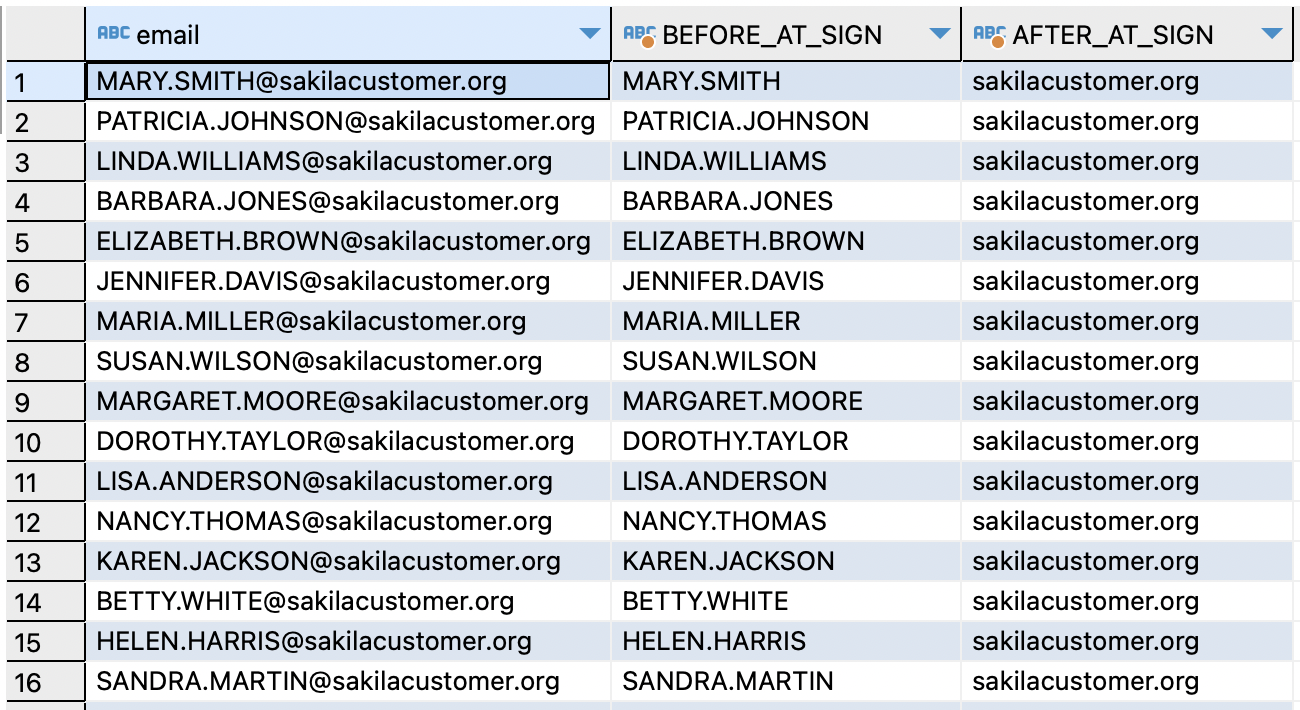 ABC email ABC BEFORE_AT_SIGN ABC AFTER_AT_SIGN
1 MARY.SMITH@sakilacustomer.org MARY.SMITH sakilacustomer.org
2 PATRICIA.JOHNSON@sakilacustomer.org PATRICIA.JOHNSON sakilacustomer.org
3 LINDA.WILLIAMS@sakilacustomer.org LINDA.WILLIAMS sakilacustomer.org
4 BARBARA.JONES@sakilacustomer.org BARBARA.JONES sakilacustomer.org
5 ELIZABETH.BROWN@sakilacustomer.org ELIZABETH.BROWN sakilacustomer.org
6 JENNIFER.DAVIS@sakilacustomer.org JENNIFER.DAVIS sakilacustomer.org
7 MARIA.MILLER@sakilacustomer.org MARIA.MILLER sakilacustomer.org
8 SUSAN.WILSON@sakilacustomer.org SUSAN.WILSON sakilacustomer.org
9 MARGARET.MOORE@sakilacustomer.org MARGARET.MOORE sakilacustomer.org
10 DOROTHY.TAYLOR@sakilacustomer.org DOROTHY.TAYLOR sakilacustomer.org
11 LISA.ANDERSON@sakilacustomer.org LISA.ANDERSON sakilacustomer.org
12 NANCY.THOMAS@sakilacustomer.org NANCY.THOMAS sakilacustomer.org
13 KAREN.JACKSON@sakilacustomer.org KAREN.JACKSON sakilacustomer.org
14 BETTY.WHITE@sakilacustomer.org BETTY.WHITE sakilacustomer.org
15 HELEN.HARRIS@sakilacustomer.org HELEN.HARRIS sakilacustomer.org
16 SANDRA.MARTIN@sakilacustomer.org SANDRA.MARTIN sakilacustomer.org